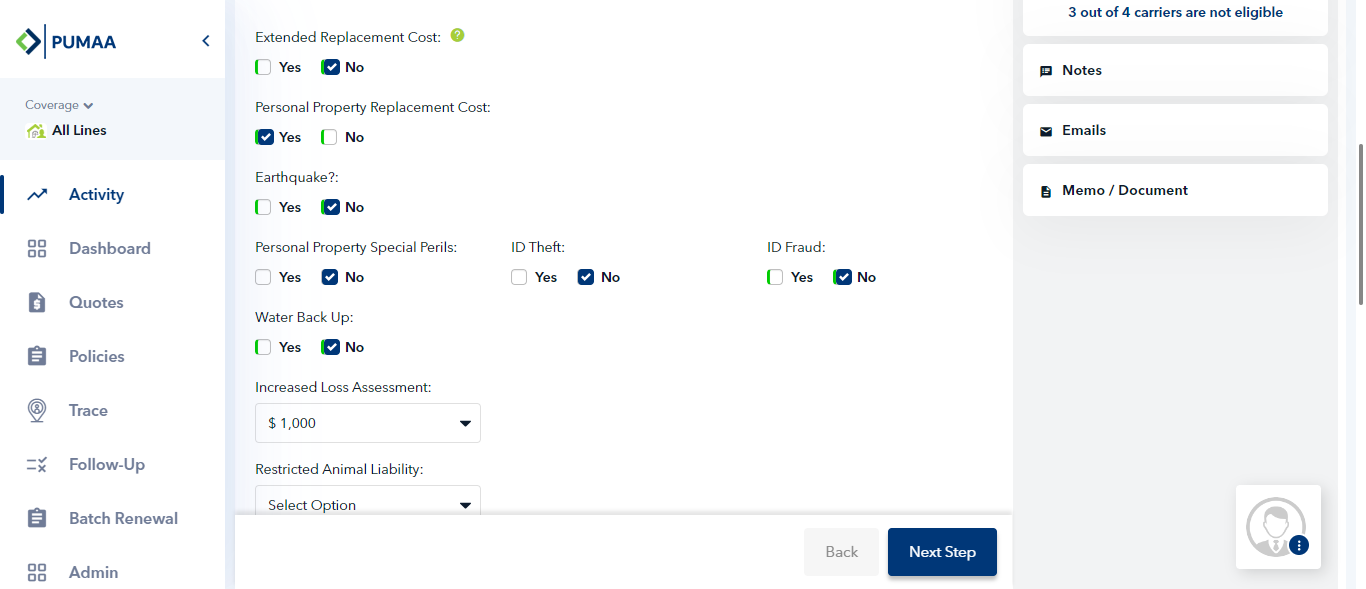 PUMAA
Coverage
All Lines
Activity
Dashboard
Quotes
Policies
Trace
Follow-Up
Batch Renewal
Admin
Extended Replacement Cost: ?
Yes No
Personal Property Replacement Cost:
Yes No
Earthquake?:
Yes No
Personal Property Special Perils: ID Theft: ID Fraud:
Yes No Yes No Yes No
Water Back Up:
Yes No
Increased Loss Assessment:
$ 1,000
Restricted Animal Liability:
Select Option
Back Next Step
3 out of 4 carriers are not eligible
Notes
Emails
Memo / Document